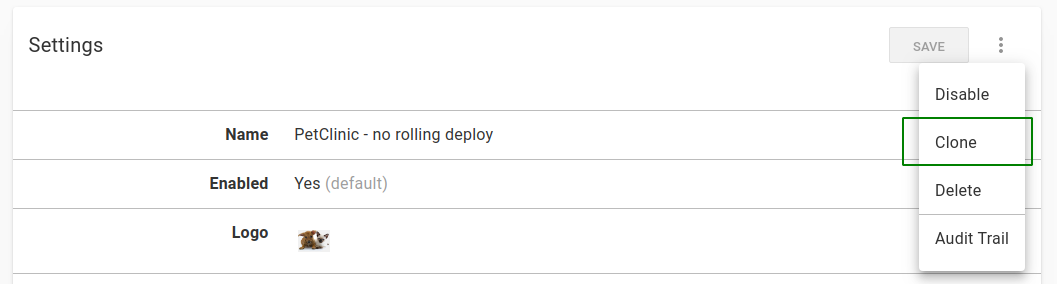 Settings
SAVE
Disable
Name PetClinic - no rolling deploy
Clone
Enabled Yes (default)
Delete
Logo
Audit Trail